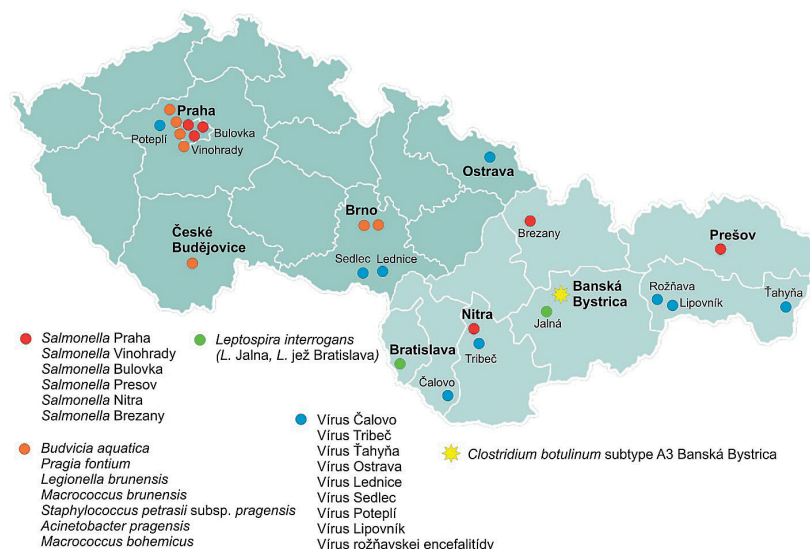 Praha
Poteplí
Bulovka
Vinohrady
Ostrava
České
Budějovice
Brno
Sedlec
Lednice
Brezany
Prešov
Banská
Bystrica
Rožňava
Lipovník
Ťahyňa
Nitra
Jalná
Tribeč
Bratislava
Čalovo
Salmonella Praha
Salmonella Vinohrady
Salmonella Bulovka
Salmonella Presov
Salmonella Nitra
Salmonella Brezany
Leptospira interrogans
(L. Jalna, L. jež Bratislava)
Budvicia aquatica
Pragia fontium
Legionella brunensis
Macrococcus brunensis
Staphylococcus petrasii subsp. pragensis
Acinetobacter pragensis
Macrococcus bohemicus
Vírus Čalovo
Vírus Tribeč
Vírus Ťahyňa
Vírus Ostrava
Vírus Lednice
Vírus Sedlec
Vírus Poteplí
Vírus Lipovník
Vírus rožňavskej encefalitídy
Clostridium botulinum subtype A3 Banská Bystrica